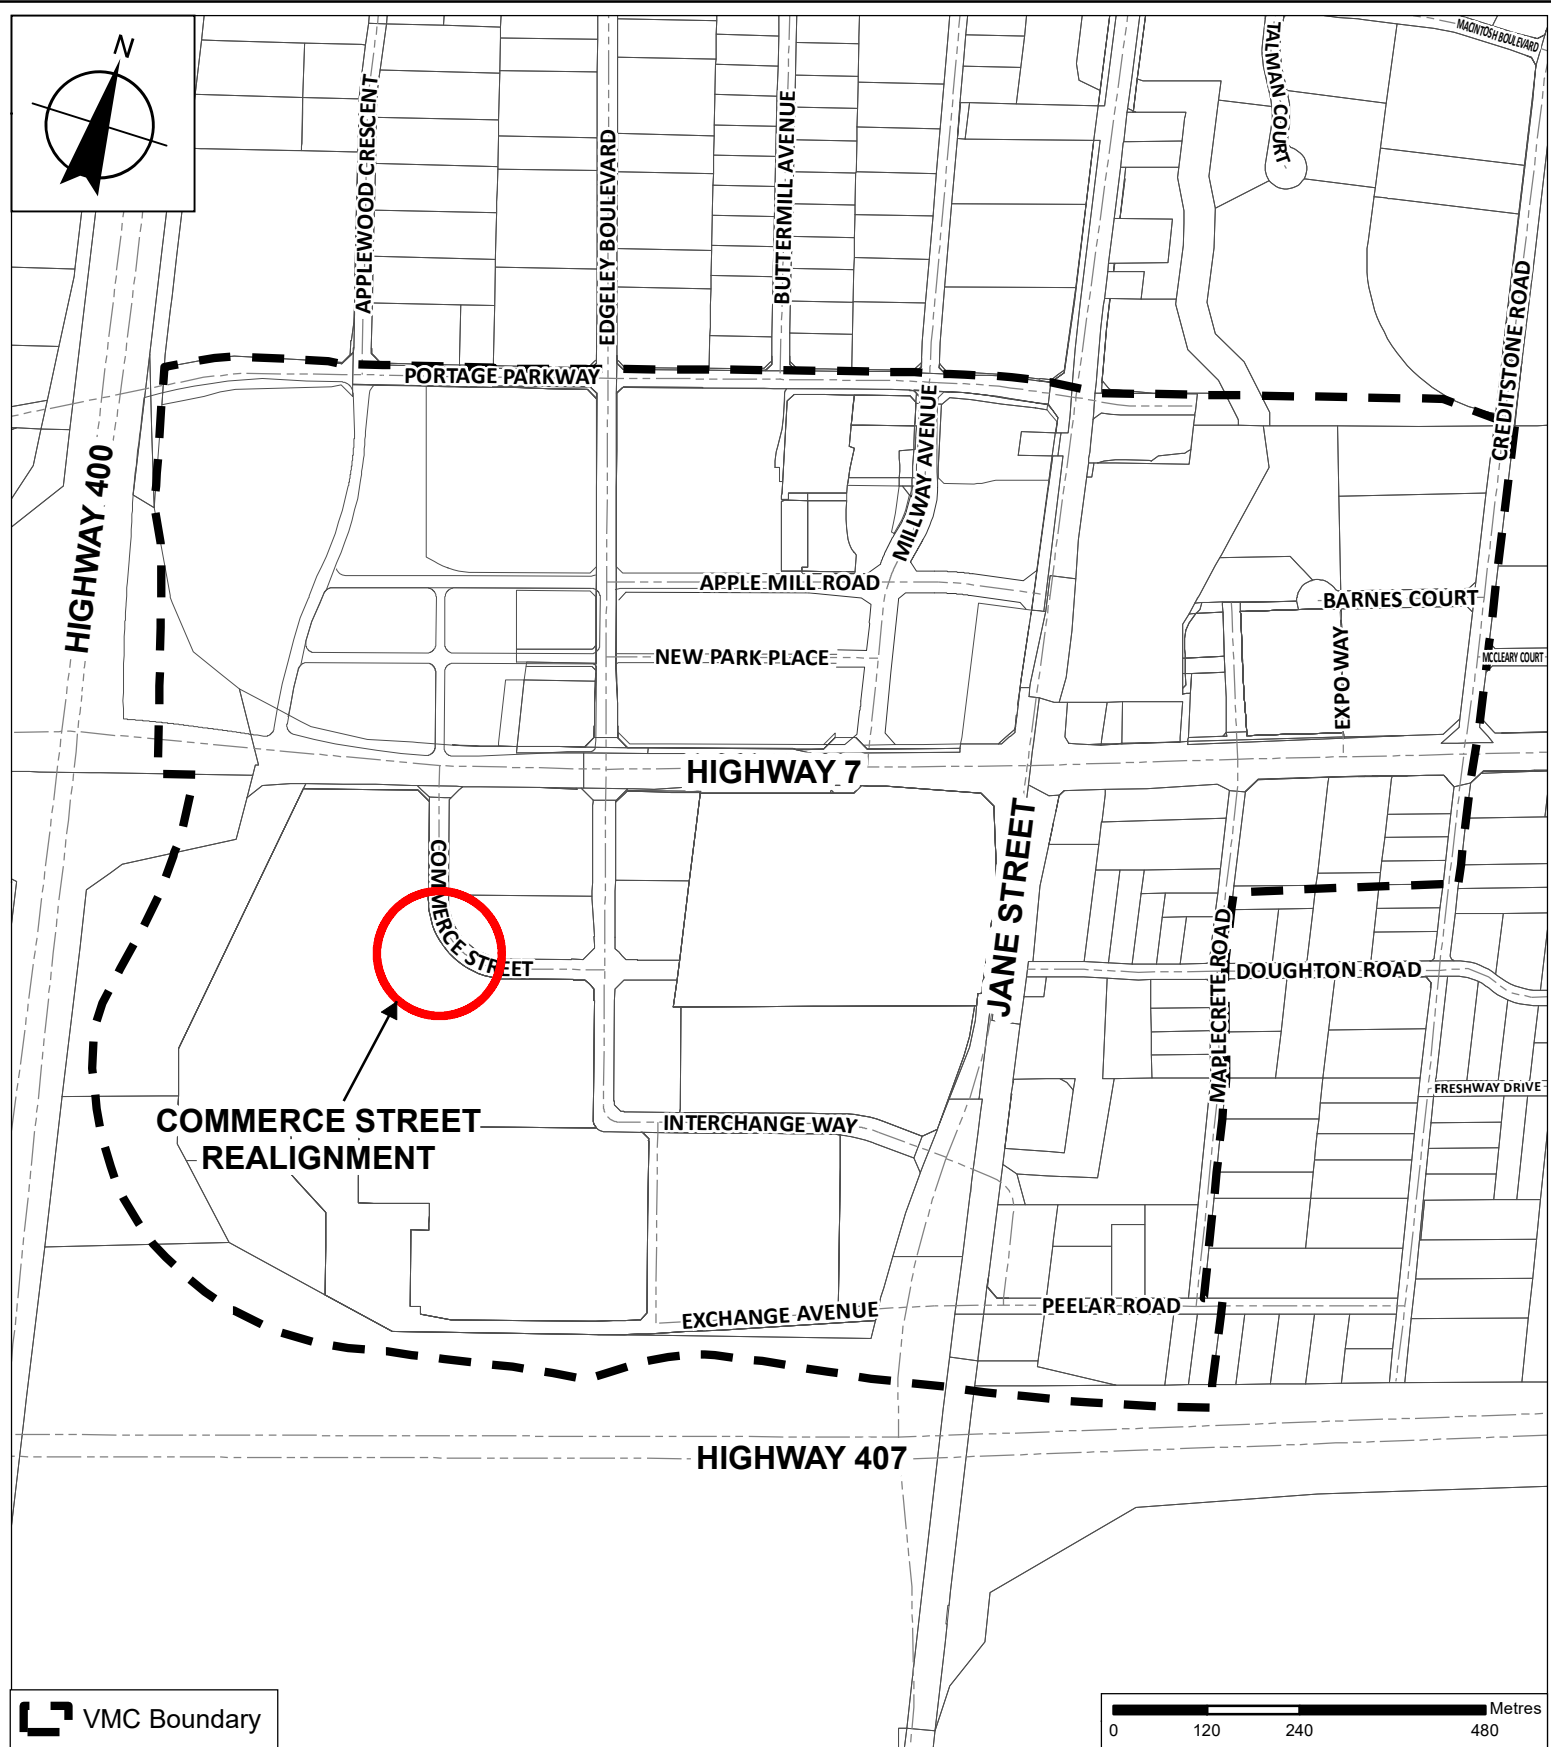 N
MACINTOSH BOULEVARD
TALMAN COURT
APPLEWOOD CRESCENT
EDGELEY BOULEVARD
BUTTERMILL AVENUE
CREDITSTONE ROAD
PORTAGE PARKWAY
MILLWAY AVENUE
HIGHWAY 400
APPLE MILL ROAD
BARNES COURT
NEW PARK PLACE
EXPO WAY
MCCLEARY COURT
HIGHWAY 7
JANE STREET
COMMERCE STREET
MAPLECRETE ROAD
DOUGHTON ROAD
FRESHWAY DRIVE
COMMERCE STREET
REALIGNMENT
INTERCHANGE WAY
EXCHANGE AVENUE
PEELAR ROAD
HIGHWAY 407
VMC Boundary
Metres
0 120 240 480